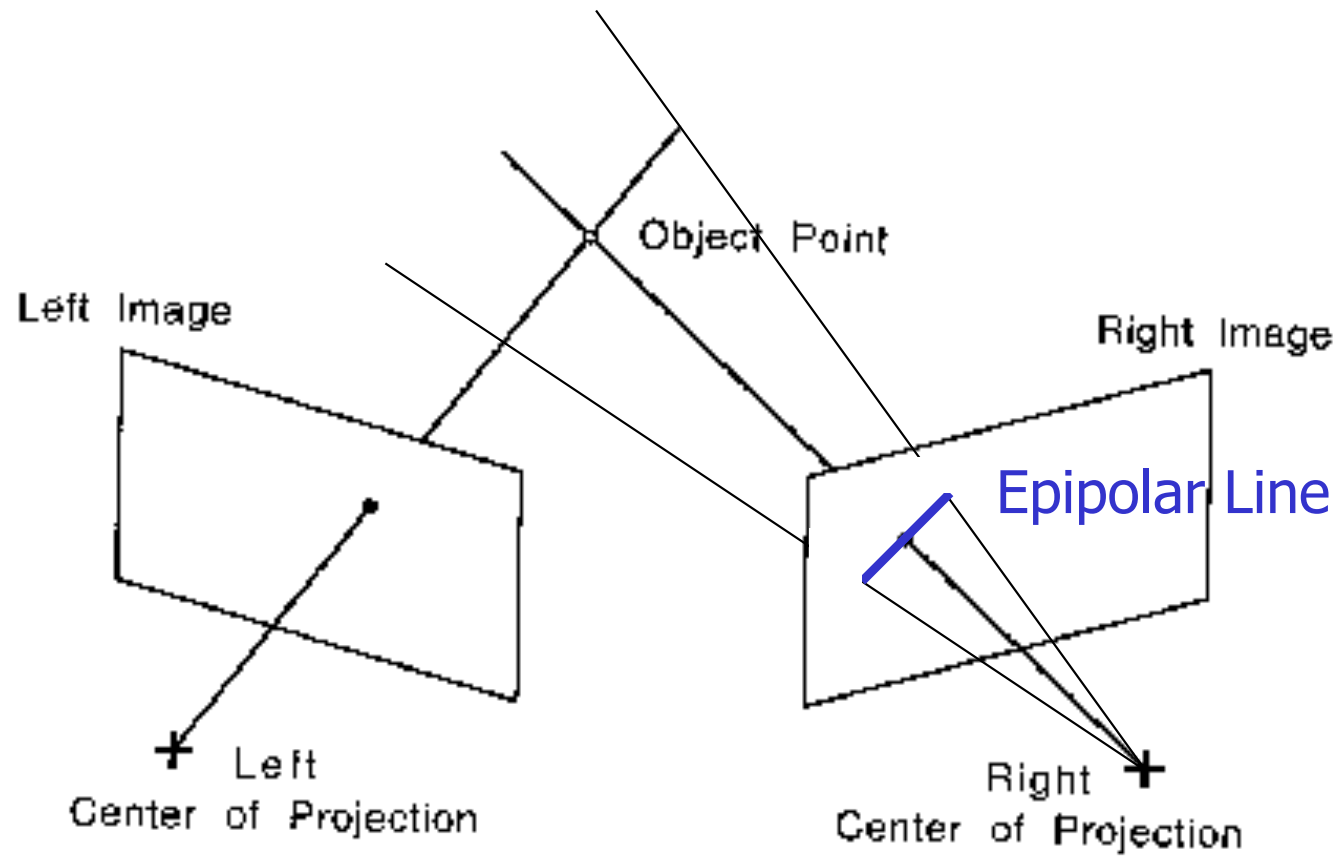 Object Point
Left Image
Right Image
Epipolar Line
Left
Center of Projection
Right
Center of Projection